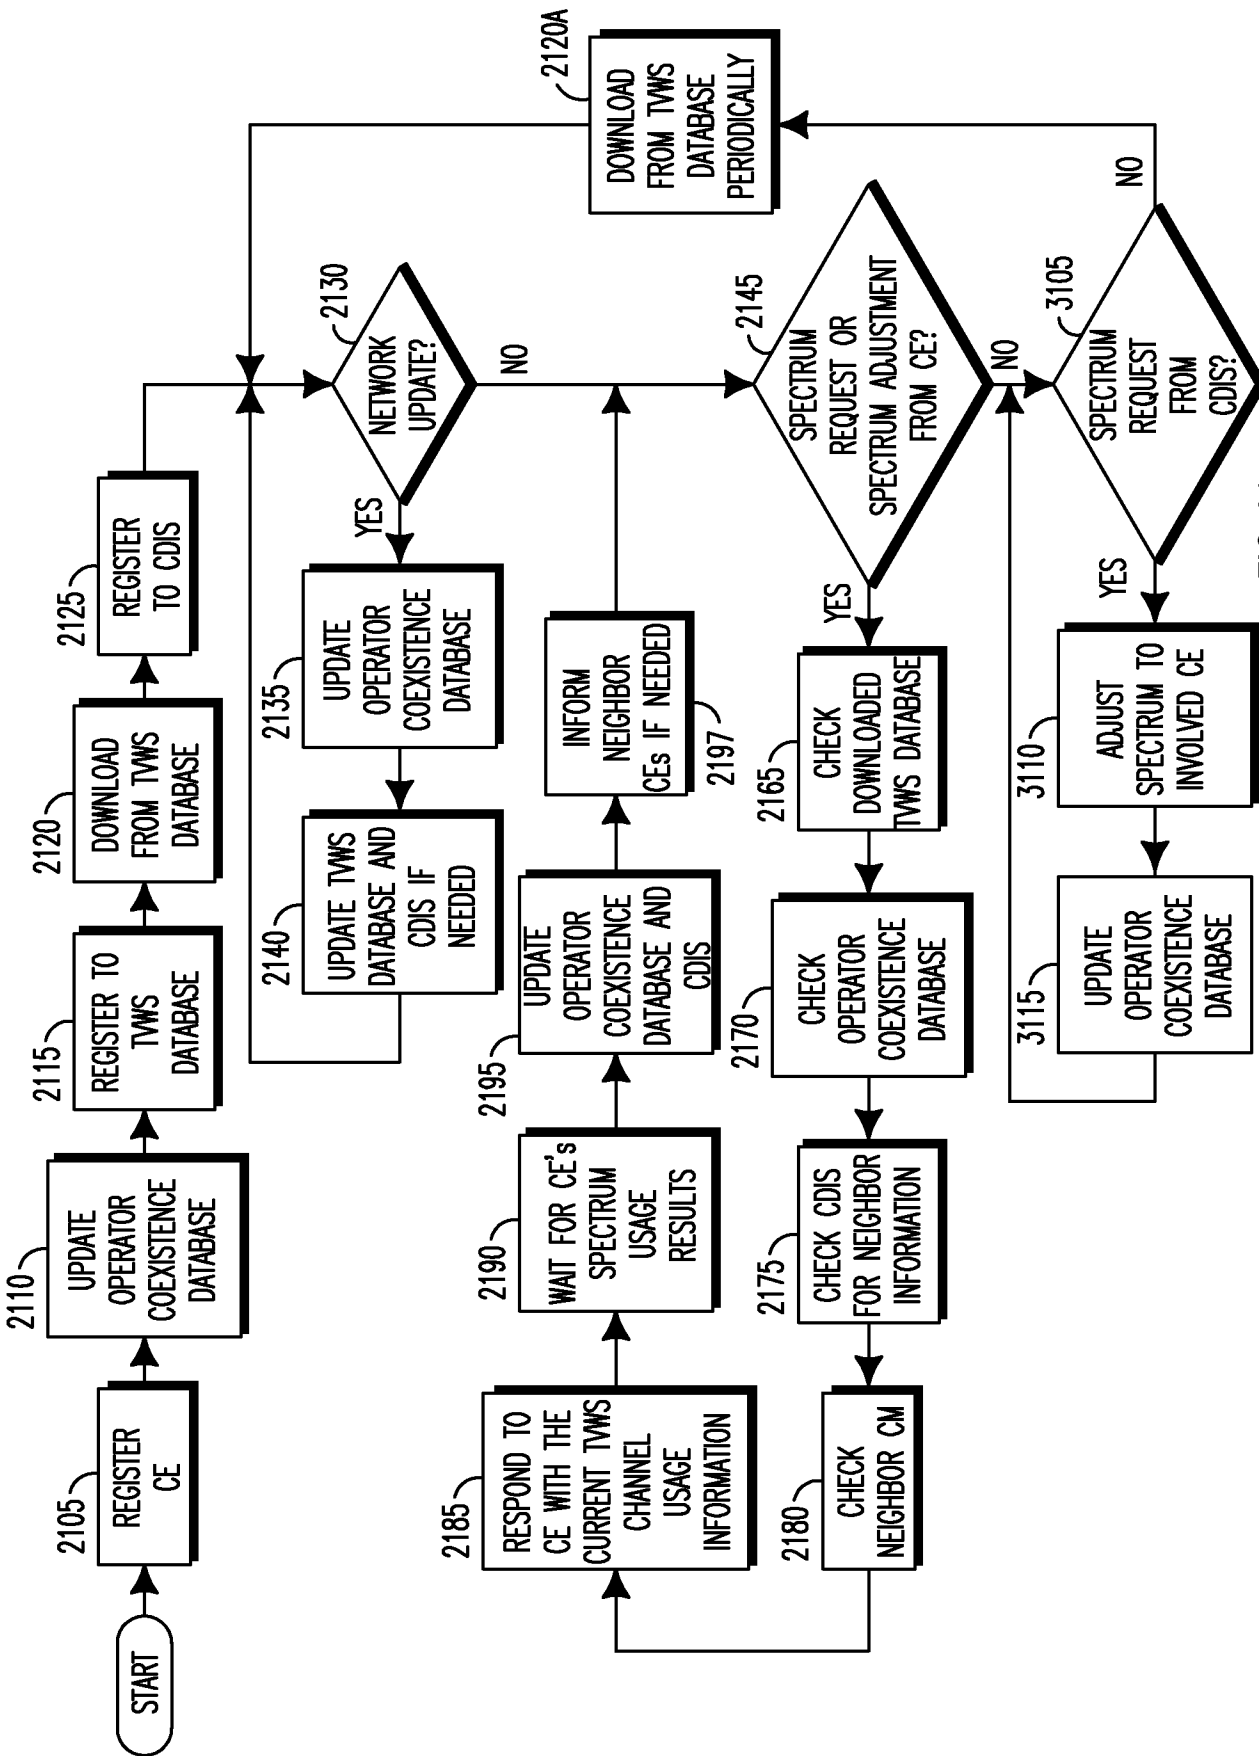 START
2105
REGISTER
CE
2110
UPDATE
OPERATOR
COEXISTENCE
DATABASE
2115
REGISTER TO
TVWS
DATABASE
2120
DOWNLOAD
FROM TVWS
DATABASE
2125
REGISTER
TO CDIS
2130
NETWORK
UPDATE?
YES
NO
2135
UPDATE
OPERATOR
COEXISTENCE
DATABASE
2140
UPDATE TVWS
DATABASE AND
CDIS IF
NEEDED
2120A
DOWNLOAD
FROM TVWS
DATABASE
PERIODICALLY
2185
RESPOND TO
CE WITH THE
CURRENT TVWS
CHANNEL
USAGE
INFORMATION
2190
WAIT FOR CE's
SPECTRUM
USAGE
RESULTS
2195
UPDATE
OPERATOR
COEXISTENCE
DATABASE AND
CDIS
INFORM
NEIGHBOR
CEs IF NEEDED
2197
2145
SPECTRUM
REQUEST OR
SPECTRUM ADJUSTMENT
FROM CE?
YES
NO
2165
CHECK
DOWNLOADED
TVWS DATABASE
2170
CHECK
OPERATOR
COEXISTENCE
DATABASE
2175
CHECK CDIS
FOR NEIGHBOR
INFORMATION
2180
CHECK
NEIGHBOR CM
3105
SPECTRUM
REQUEST
FROM
CDIS?
YES
NO
3110
ADJUST
SPECTRUM TO
INVOLVED CE
3115
UPDATE
OPERATOR
COEXISTENCE
DATABASE